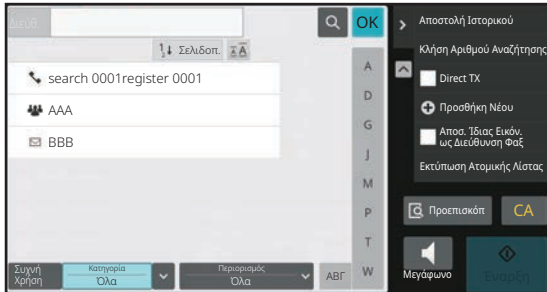 Διεύθ.
OK
Αποστολή Ιστορικού
Κλήση Αριθμού Αναζήτησης
Direct TX
Προσθήκη Νέου
Αποσ. Ίδιας Εικόν.
ως Διεύθυνση Φαξ
Εκτύπωση Ατομικής Λίστας
Σελιδοπ.
search 0001register 0001
AAA
BBB
A
D
G
J
M
P
T
W
Προεπισκόπ
CA
Συχνή
Χρήση
Κατηγορία
Όλα
Περιορισμός
Όλα
ΑΒΓ
Μεγάφωνο
Έναρξη